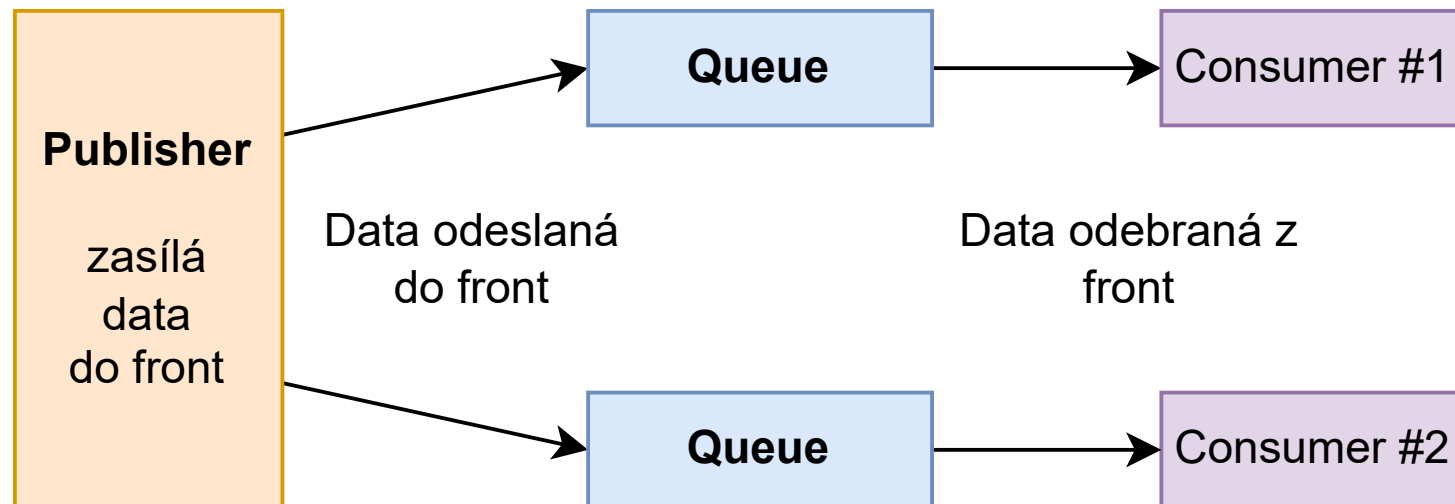 Publisher
zasílá
data
do front
Data odeslaná
do front
Queue
Queue
Data odebraná z
front
Consumer #1
Consumer #2